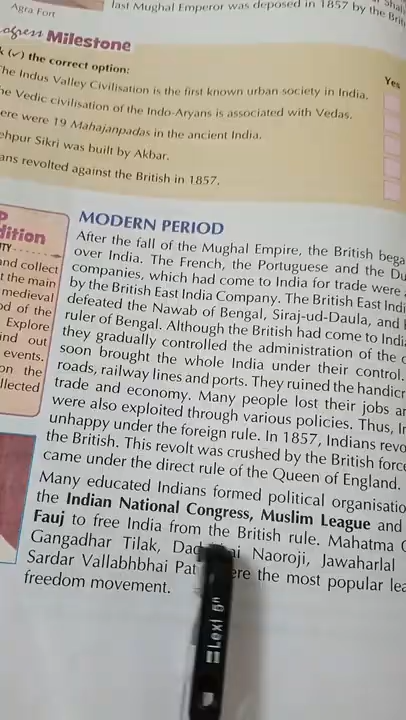 Agra Fort
last Mughal Emperor was deposed in 1857 by the Brit
Progress Milestone
(✓) the correct option:
Yes
The Indus Valley Civilisation is the first known urban society in India.
he Vedic civilisation of the Indo-Aryans is associated with Vedas.
ere were 19 Mahajanpadas in the ancient India.
ehpur Sikri was built by Akbar.
ans revolted against the British in 1857.
dition
and collect
t the main
medieval
od of the
Explore
ind out
events.
on the
llected
MODERN PERIOD
After the fall of the Mughal Empire, the British bega
over India. The French, the Portuguese and the Du
companies, which had come to India for trade were
by the British East India Company. The British East Indi
defeated the Nawab of Bengal, Siraj-ud-Daula, and
ruler of Bengal. Although the British had come to Indi
they gradually controlled the administration of the c
soon brought the whole India under their control.
roads, railway lines and ports. They ruined the handicr
trade and economy. Many people lost their jobs an
were also exploited through various policies. Thus, In
unhappy under the foreign rule. In 1857, Indians revo
the British. This revolt was crushed by the British force
came under the direct rule of the Queen of England.
Many educated Indians formed political organisatio
the Indian National Congress, Muslim League and
Fauj to free India from the British rule. Mahatma G
Gangadhar Tilak, Dad ai Naoroji, Jawaharlal
Sardar Vallabhbhai Pat ere the most popular lea
freedom movement.
Lexi 5n